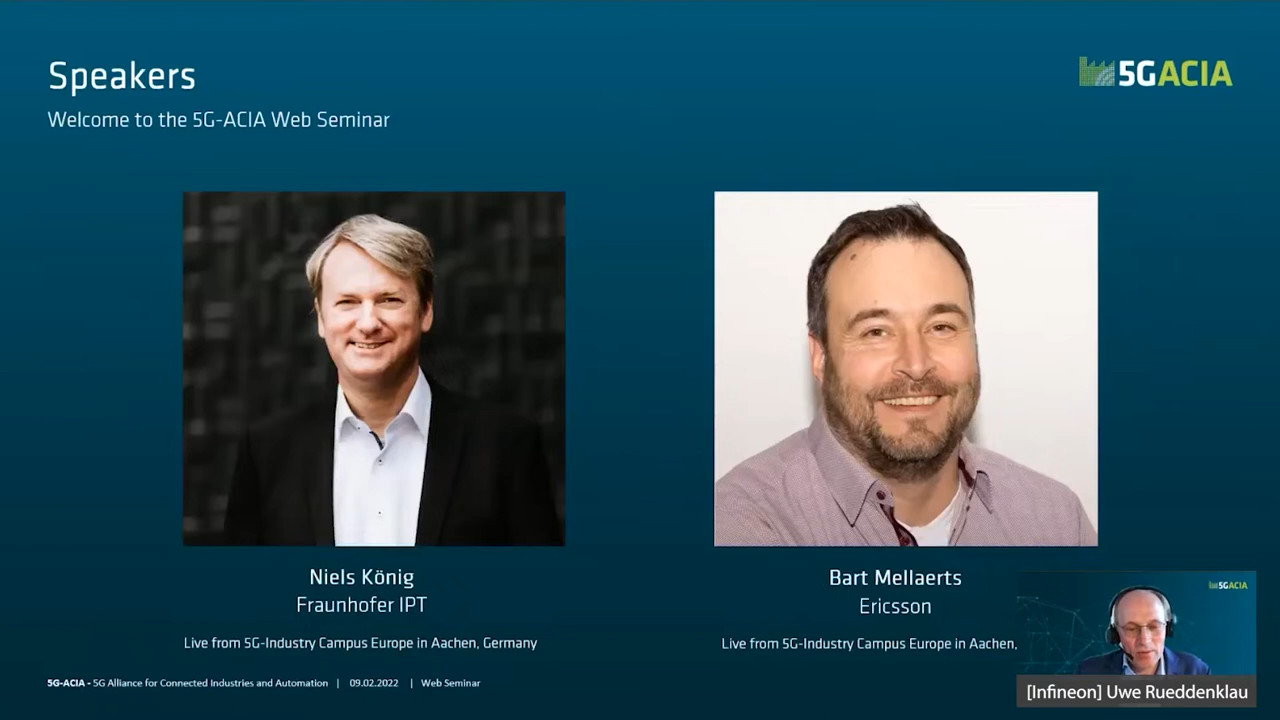 Speakers
5GACIA
Welcome to the 5G-ACIA Web Seminar
Niels König
Fraunhofer IPT
Live from 5G-Industry Campus Europe in Aachen, Germany
Bart Mellaerts
Ericsson
Live from 5G-Industry Campus Europe in Aachen,
5GACIA
[Infineon] Uwe Rueddenklau
5G-ACIA - 5G Alliance for Connected Industries and Automation | 09.02.2022 | Web Seminar